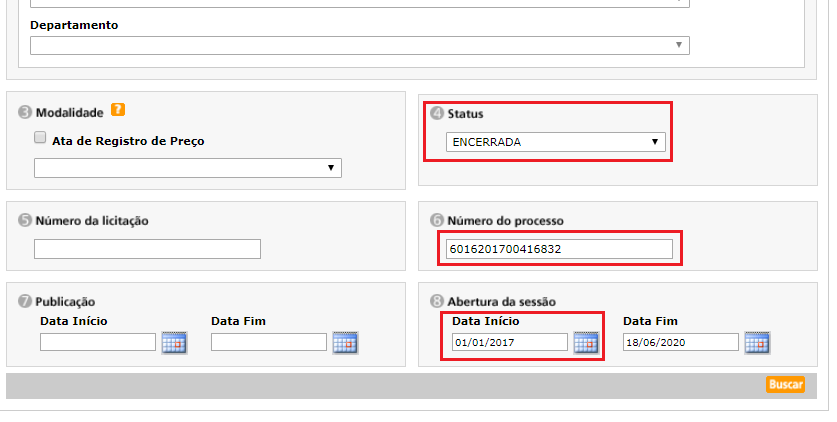 Departamento
3 Modalidade ?
Ata de Registro de Preço
4 Status
ENCERRADA
5 Número da licitação
6 Número do processo
6016201700416832
7 Publicação
Data Início Data Fim
8 Abertura da sessão
Data Início Data Fim
01/01/2017 18/06/2020
Buscar